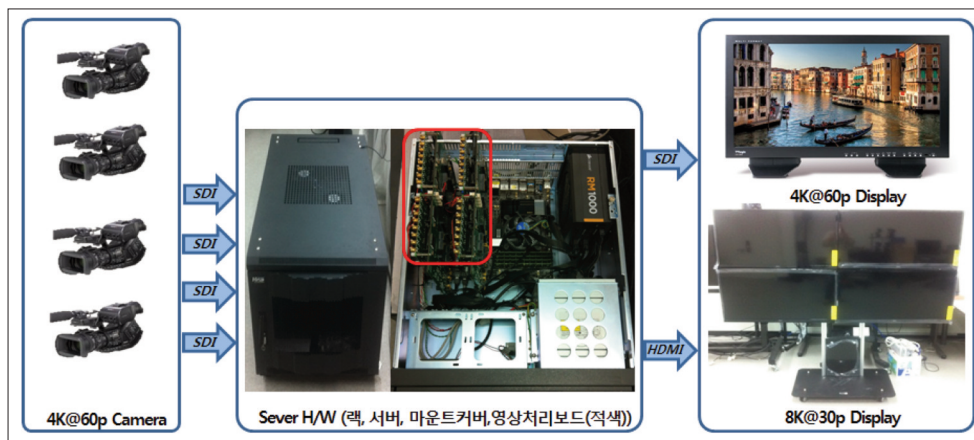 SDI
SDI
SDI
SDI
4K@60p Camera
RM1000
Sever H/W (랙, 서버, 마운트커버,영상처리보드(적색))
SDI
4K@60p Display
HDMI
8K@30p Display